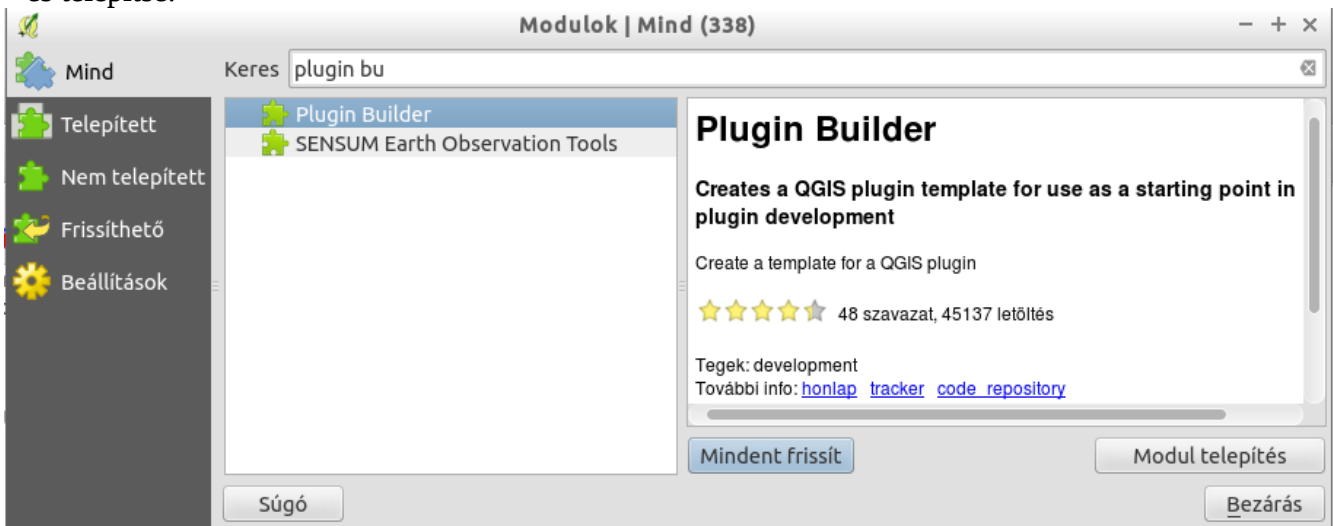 és telepítse.
Modulok | Mind (338)
Mind
Keres plugin bu
Telepített
Nem telepített
Frissíthető
Beállítások
Plugin Builder
SENSUM Earth Observation Tools
Plugin Builder
Creates a QGIS plugin template for use as a starting point in
plugin development
Create a template for a QGIS plugin
48 szavazat, 45137 letöltés
Tegek: development
További info: honlap tracker code repository
Mindent frissít
Modul telepítés
Súgó
Bezárás